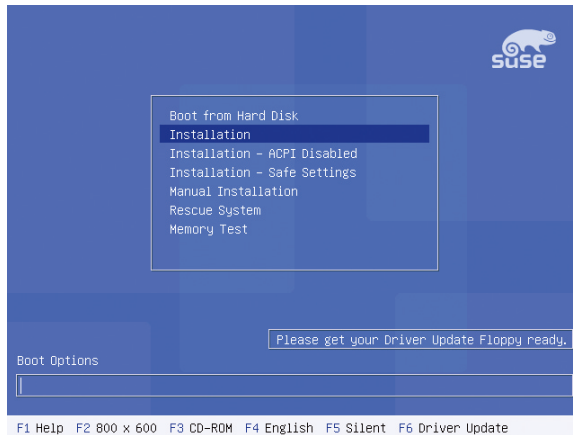 SUSE
Boot from Hard Disk
Installation
Installation - ACPI Disabled
Installation - Safe Settings
Manual Installation
Rescue System
Memory Test
Please get your Driver Update Floppy ready.
Boot Options
F1 Help F2 800 x 600 F3 CD-ROM F4 English F5 Silent F6 Driver Update